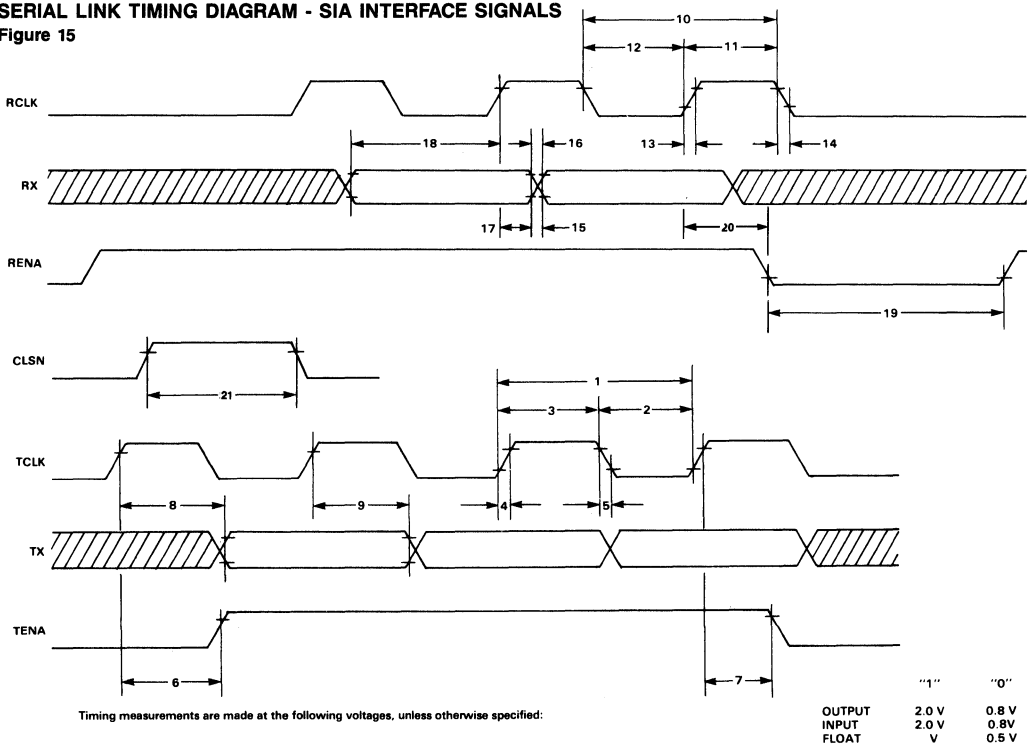 SERIAL LINK TIMING DIAGRAM - SIA INTERFACE SIGNALS
Figure 15
10
12
11
RCLK
18
16
13
14
RX
17
15
20
RENA
19
CLSN
21
1
3
2
TCLK
8
9
4
5
TX
TENA
6
7
Timing measurements are made at the following voltages, unless otherwise specified:
"1" "0"
OUTPUT 2.0 V 0.8 V
INPUT 2.0 V 0.8V
FLOAT V 0.5 V